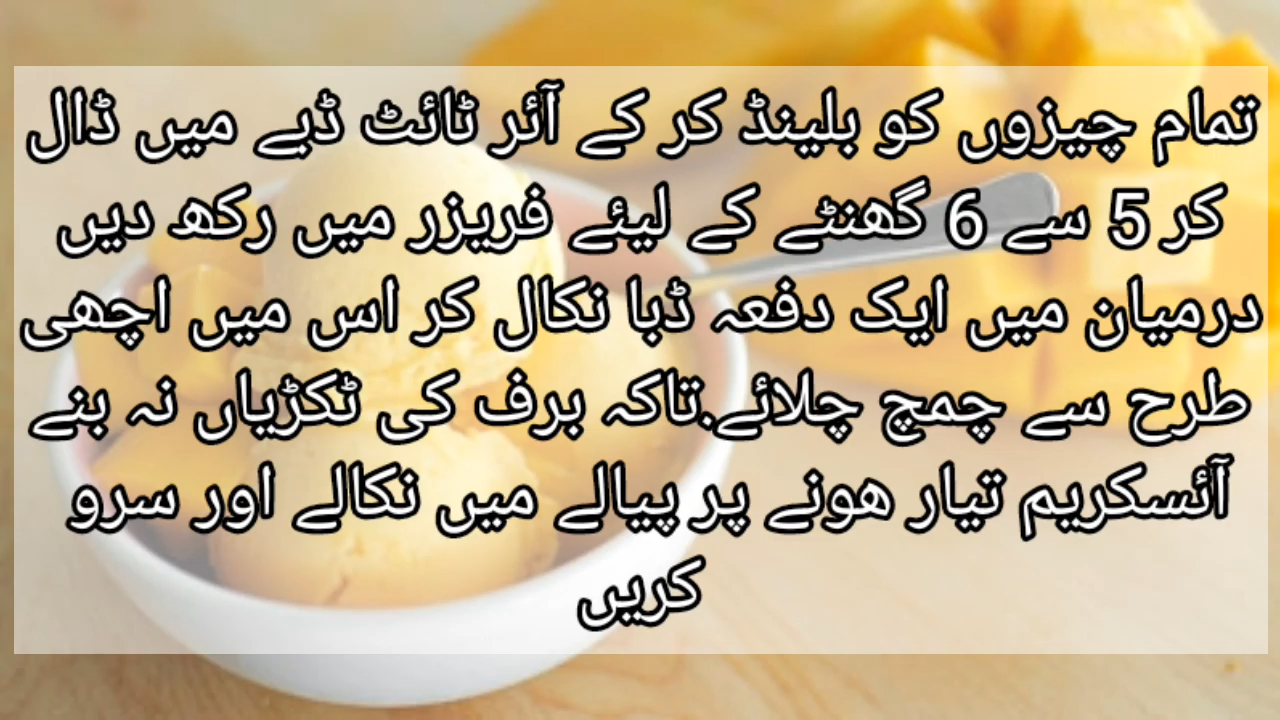 تمام چیزوں کو بلینڈ کر کے آئر ٹائٹ ڈبے میں ڈال
کر 5 سے 6 گھنٹے کے لیئے فریزر میں رکھ دیں
درمیان میں ایک دفعہ ڈبا نکال کر اس میں اچھی
طرح سے چمچ چلائے.تاکہ برف کی ٹکڑیاں نہ بنے
آئسکریم تیار ھونے پر پیالے میں نکالے اور سرو
کریں